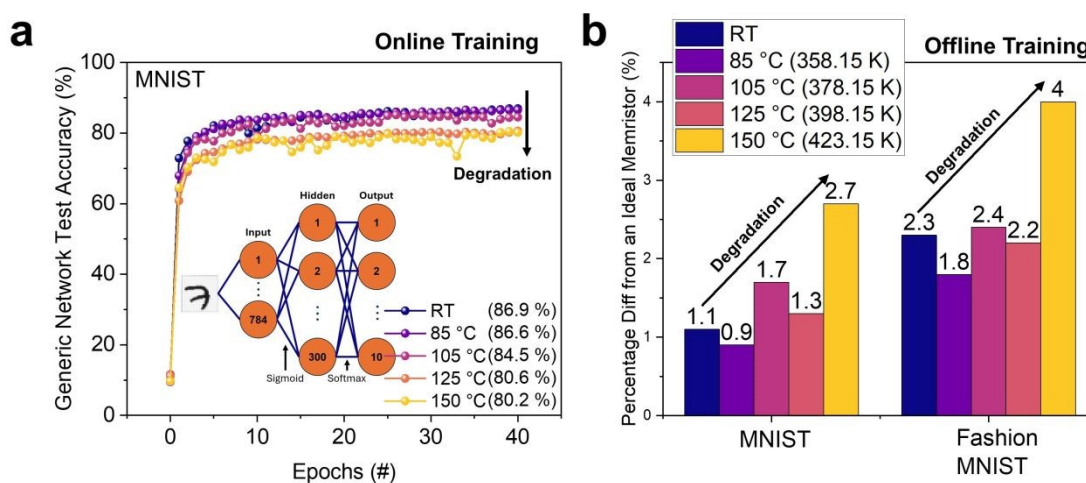 a
Online Training
MNIST
Generic Network Test Accuracy (%)
100
80
60
40
20
0
0
10
20
30
40
Epochs (#)
Degradation
Input
Hidden
Output
1
784
1
2
300
1
2
10
Sigmoid
Softmax
RT (86.9 %)
85 °C (86.6 %)
105 °C (84.5 %)
125 °C (80.6 %)
150 °C (80.2 %)
b
Offline Training
RT
85 °C (358.15 K)
105 °C (378.15 K)
125 °C (398.15 K)
150 °C (423.15 K)
Percentage Diff from an Ideal Memristor (%)
4
3
2
1
0
Degradation
1.1
0.9
1.7
1.3
2.7
Degradation
2.3
1.8
2.4
2.2
4
MNIST
Fashion
MNIST